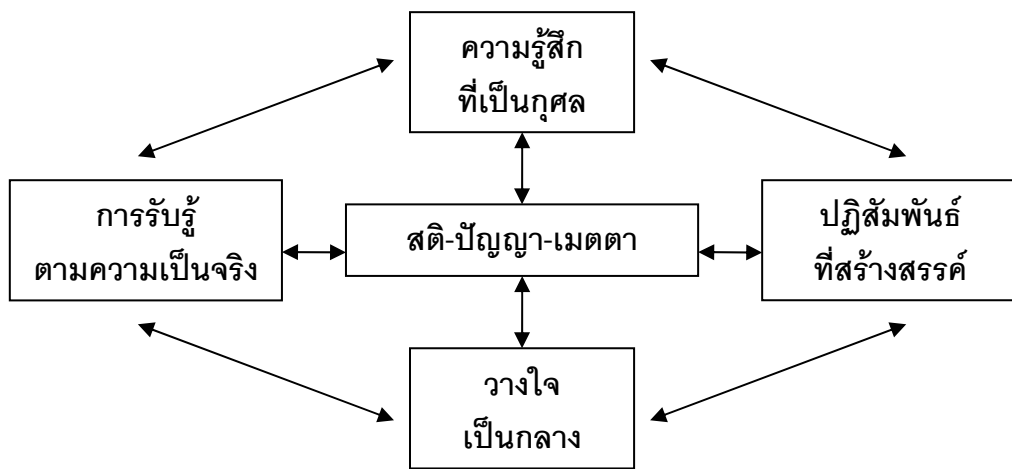 ความรู้สึก
ที่เป็นกุศล
การรับรู้
ตามความเป็นจริง
สติ-ปัญญา-เมตตา
ปฏิสัมพันธ์
ที่สร้างสรรค์
วางใจ
เป็นกลาง